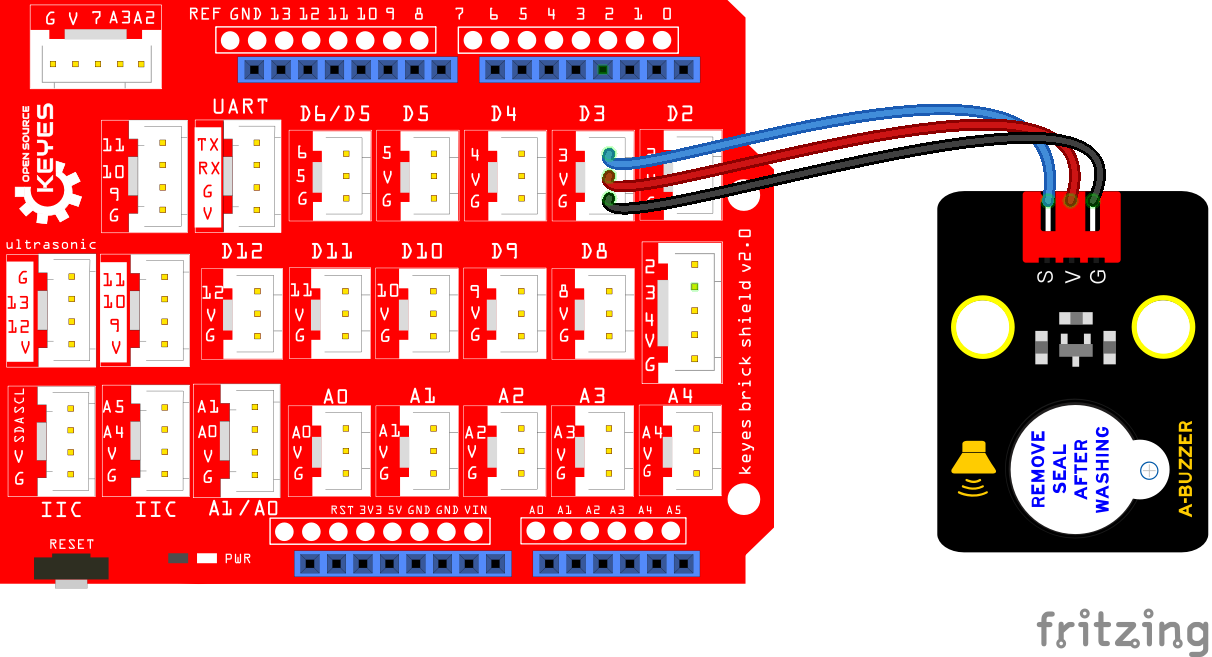 G V 7 A3 A2
REF GND 13 12 11 10 9 8
7 6 5 4 3 2 1 0
OPEN SOURCE
KEYES
UART
D6/D5
D5
D4
D3
D2
11
10
9
G
TX
RX
G
V
6
5
G
5
V
G
4
V
G
3
V
G
ultrasonic
G
13
12
V
11
10
9
V
D12
12
V
G
D11
11
V
G
D10
10
V
G
D9
9
V
G
D8
8
V
G
2
3
4
V
G
keyes brick shield v2.0
SCL
SDA
V
G
IIC
A5
A4
V
G
IIC
A1
A0
V
G
A1/A0
A0
A0
V
G
A1
A1
V
G
A2
A2
V
G
A3
A3
V
G
A4
A4
V
G
RST 3V3 5V GND GND VIN
A0 A1 A2 A3 A4 A5
RESET
PWR
S
V
G
REMOVE
SEAL
AFTER
WASHING
A-BUZZER
fritzing